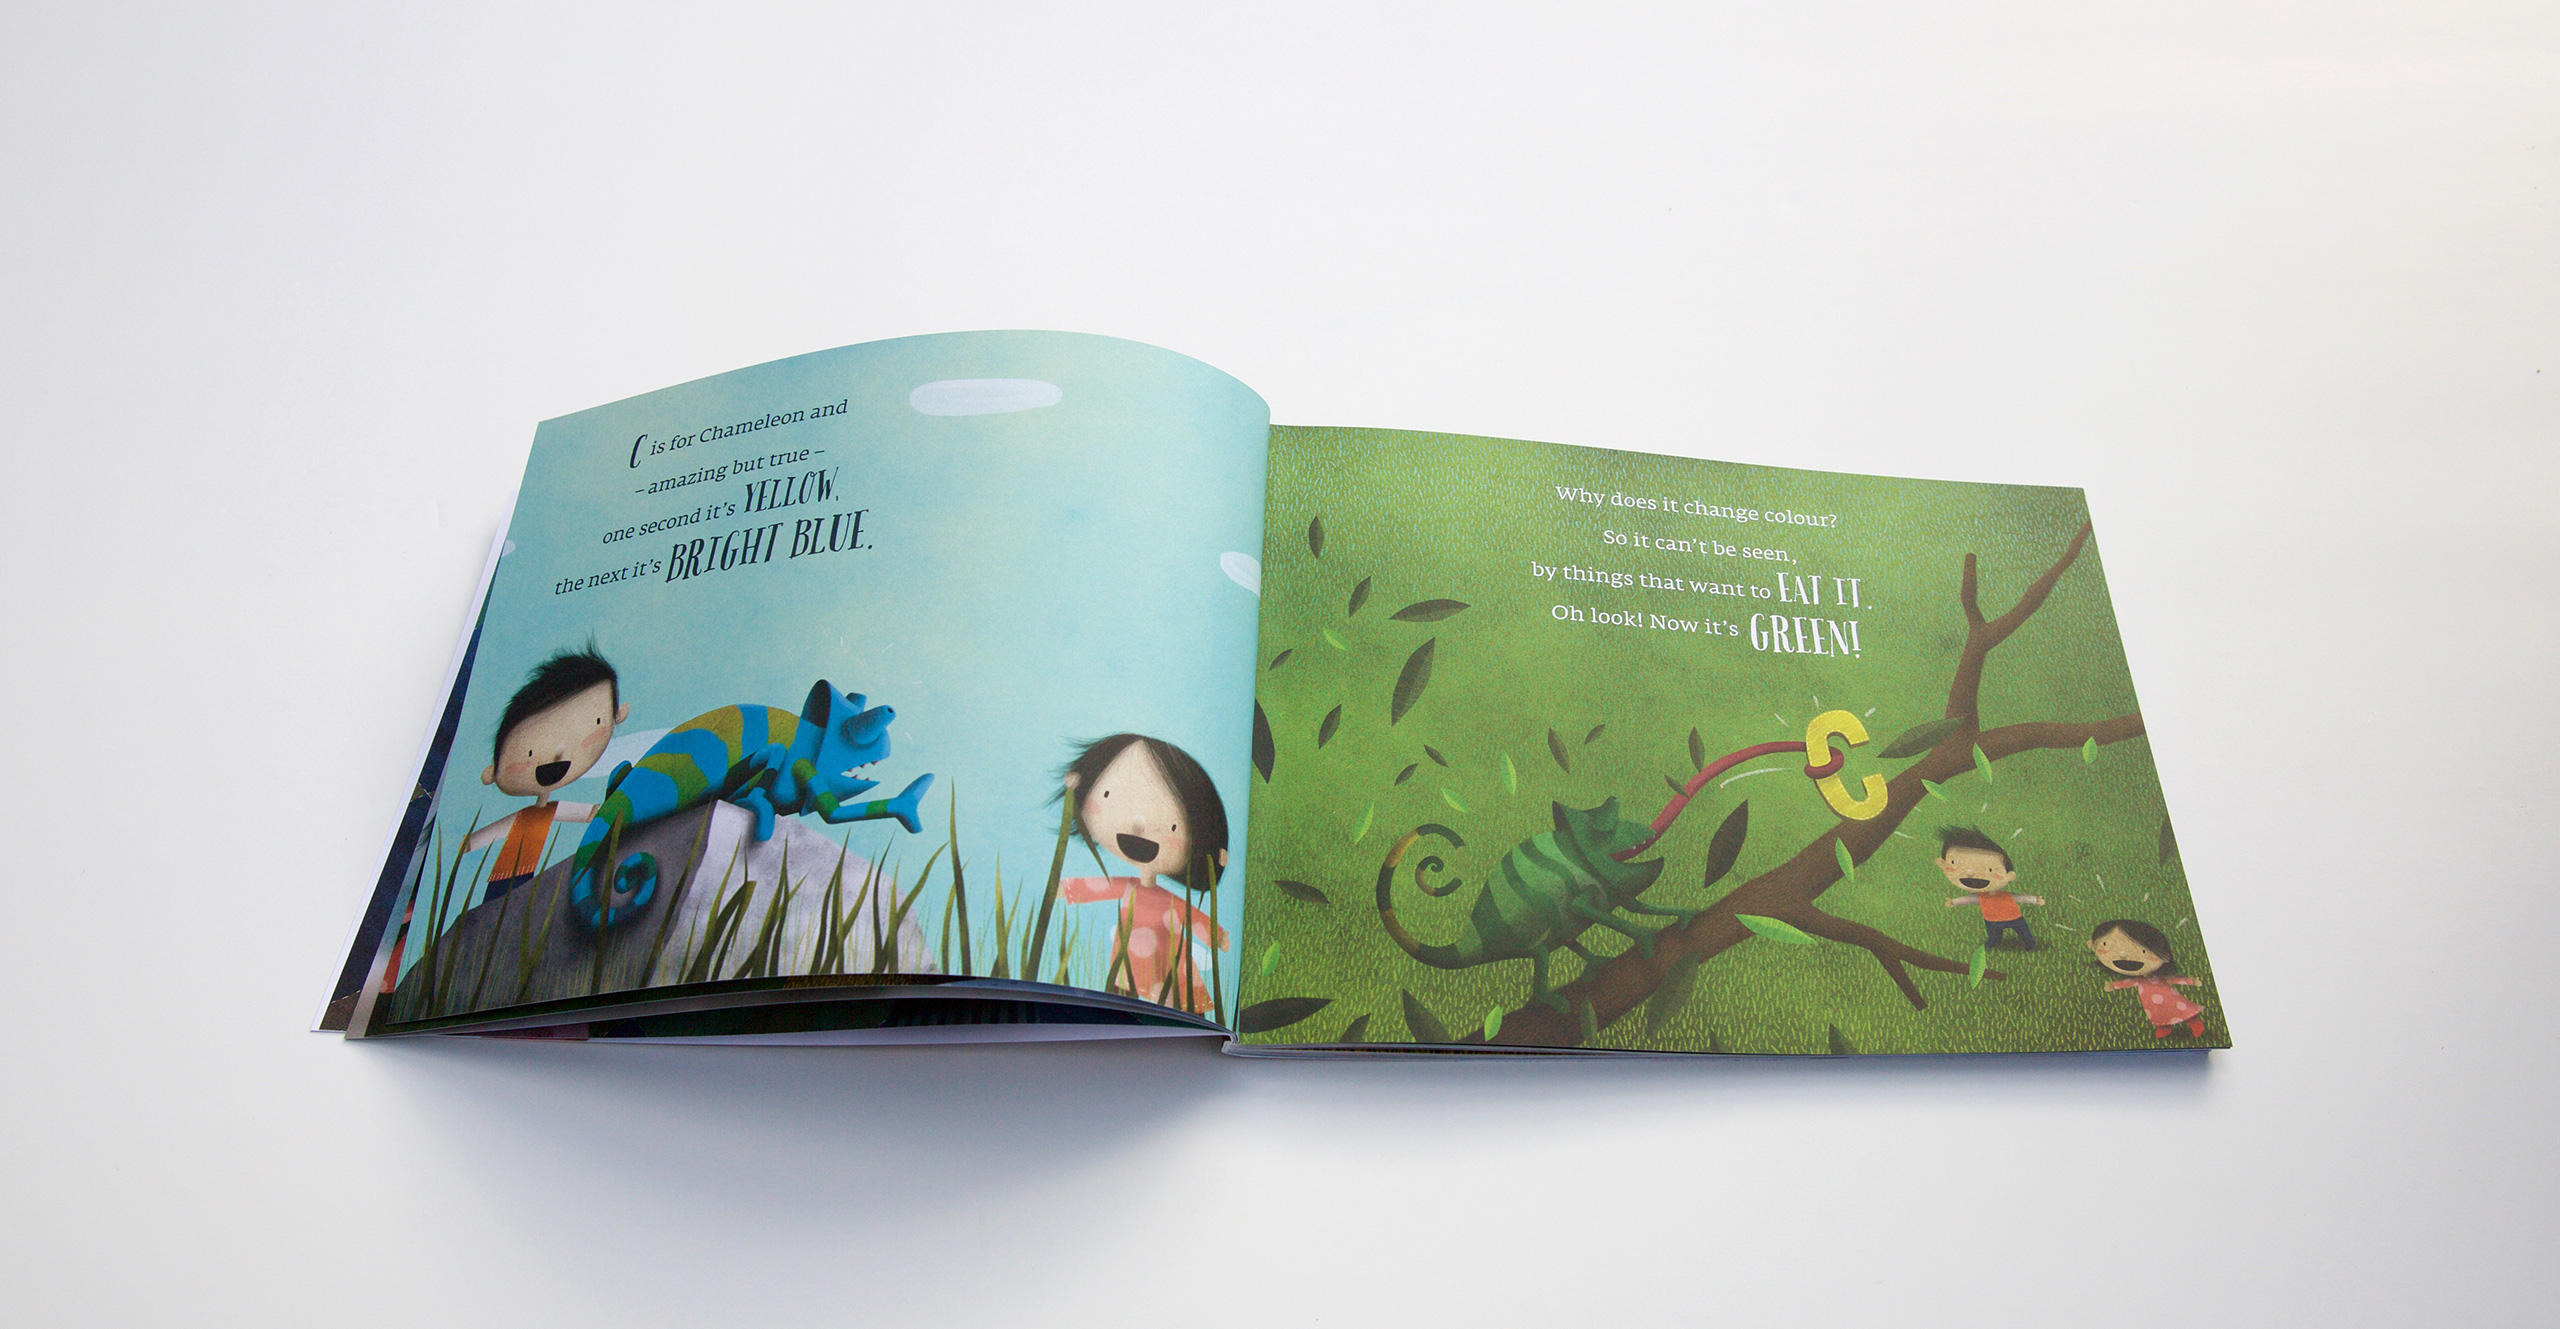 C is for Chameleon and
– amazing but true –
one second it's YELLOW,
the next it's BRIGHT BLUE.
Why does it change colour?
So it can't be seen,
by things that want to EAT IT.
Oh look! Now it's GREEN!
C